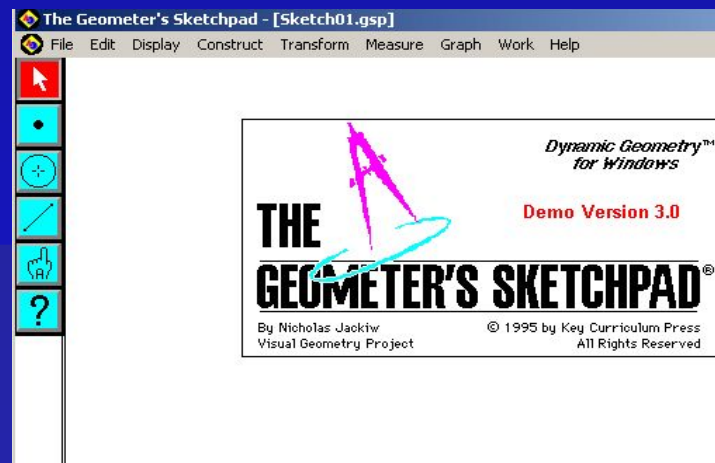 The Geometer's Sketchpad - [Sketch01.gsp]
File Edit Display Construct Transform Measure Graph Work Help
Dynamic Geometry™
for Windows
Demo Version 3.0
THE
GEOMETER'S SKETCHPAD®
By Nicholas Jackiw
Visual Geometry Project
© 1995 by Key Curriculum Press
All Rights Reserved
A
?